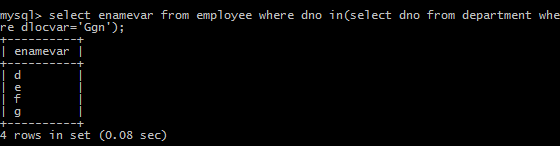 mysql> select enamevar from employee where dno in(select dno from department whe
re dlocvar='Ggn');
+----------+
| enamevar |
+----------+
| d        |
| e        |
| f        |
| g        |
+----------+
4 rows in set (0.08 sec)